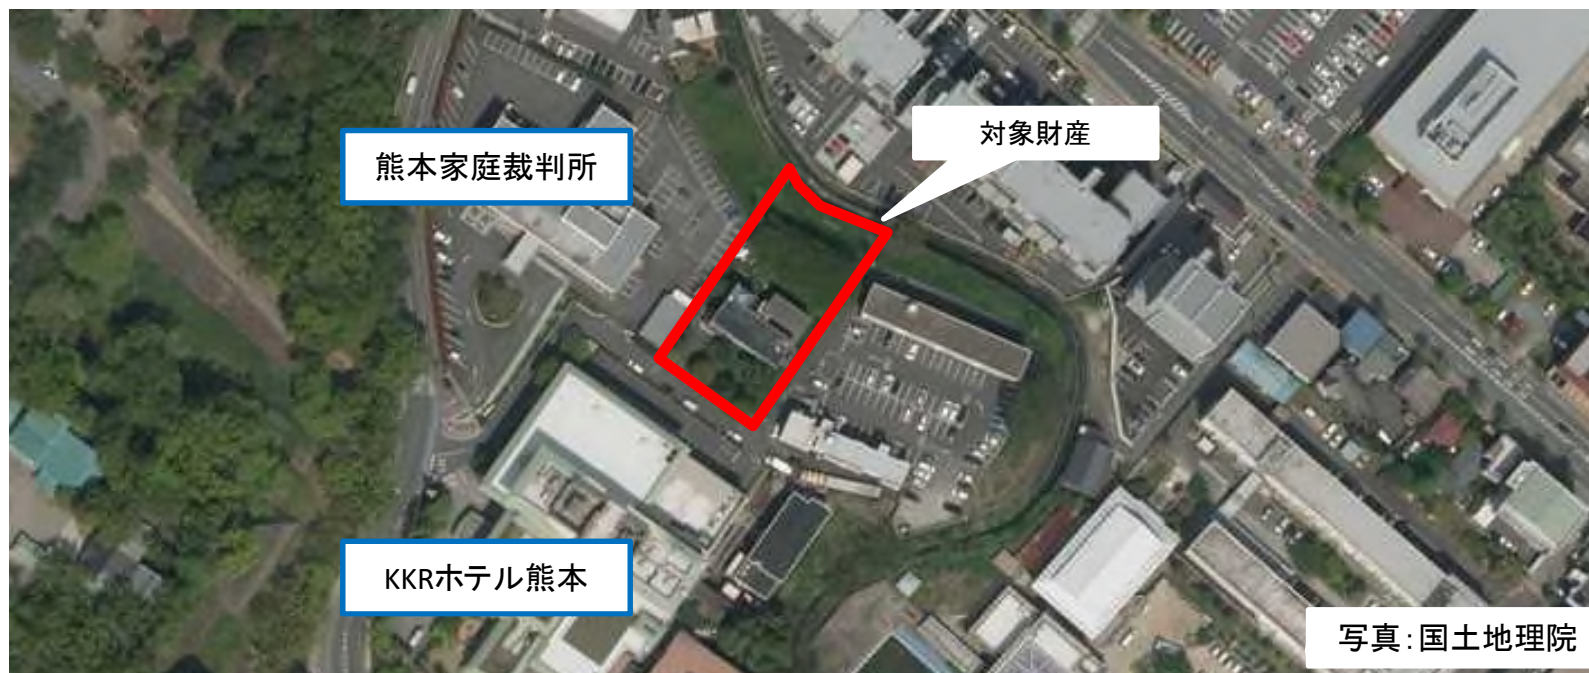 対象財産
熊本家庭裁判所
KKRホテル熊本
写真：国土地理院